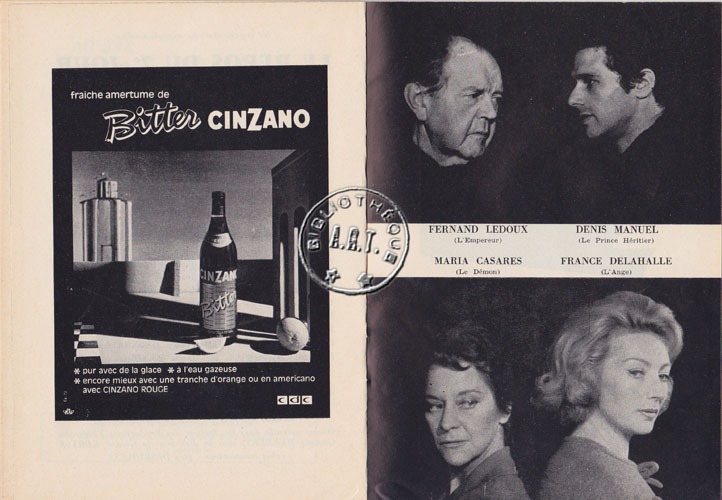 fraîche amertume de
Bitter CINZANO
CINZANO
Bitter
* pur avec de la glace * à l'eau gazeuse
* encore mieux avec une tranche d'orange ou en americano
avec CINZANO ROUGE
cdc
BIBLIOTHÈQUE
A.R.T.
FERNAND LEDOUX
(L'Empereur)
DENIS MANUEL
(Le Prince Héritier)
MARIA CASARES
(Le Démon)
FRANCE DELAHALLE
(L'Ange)